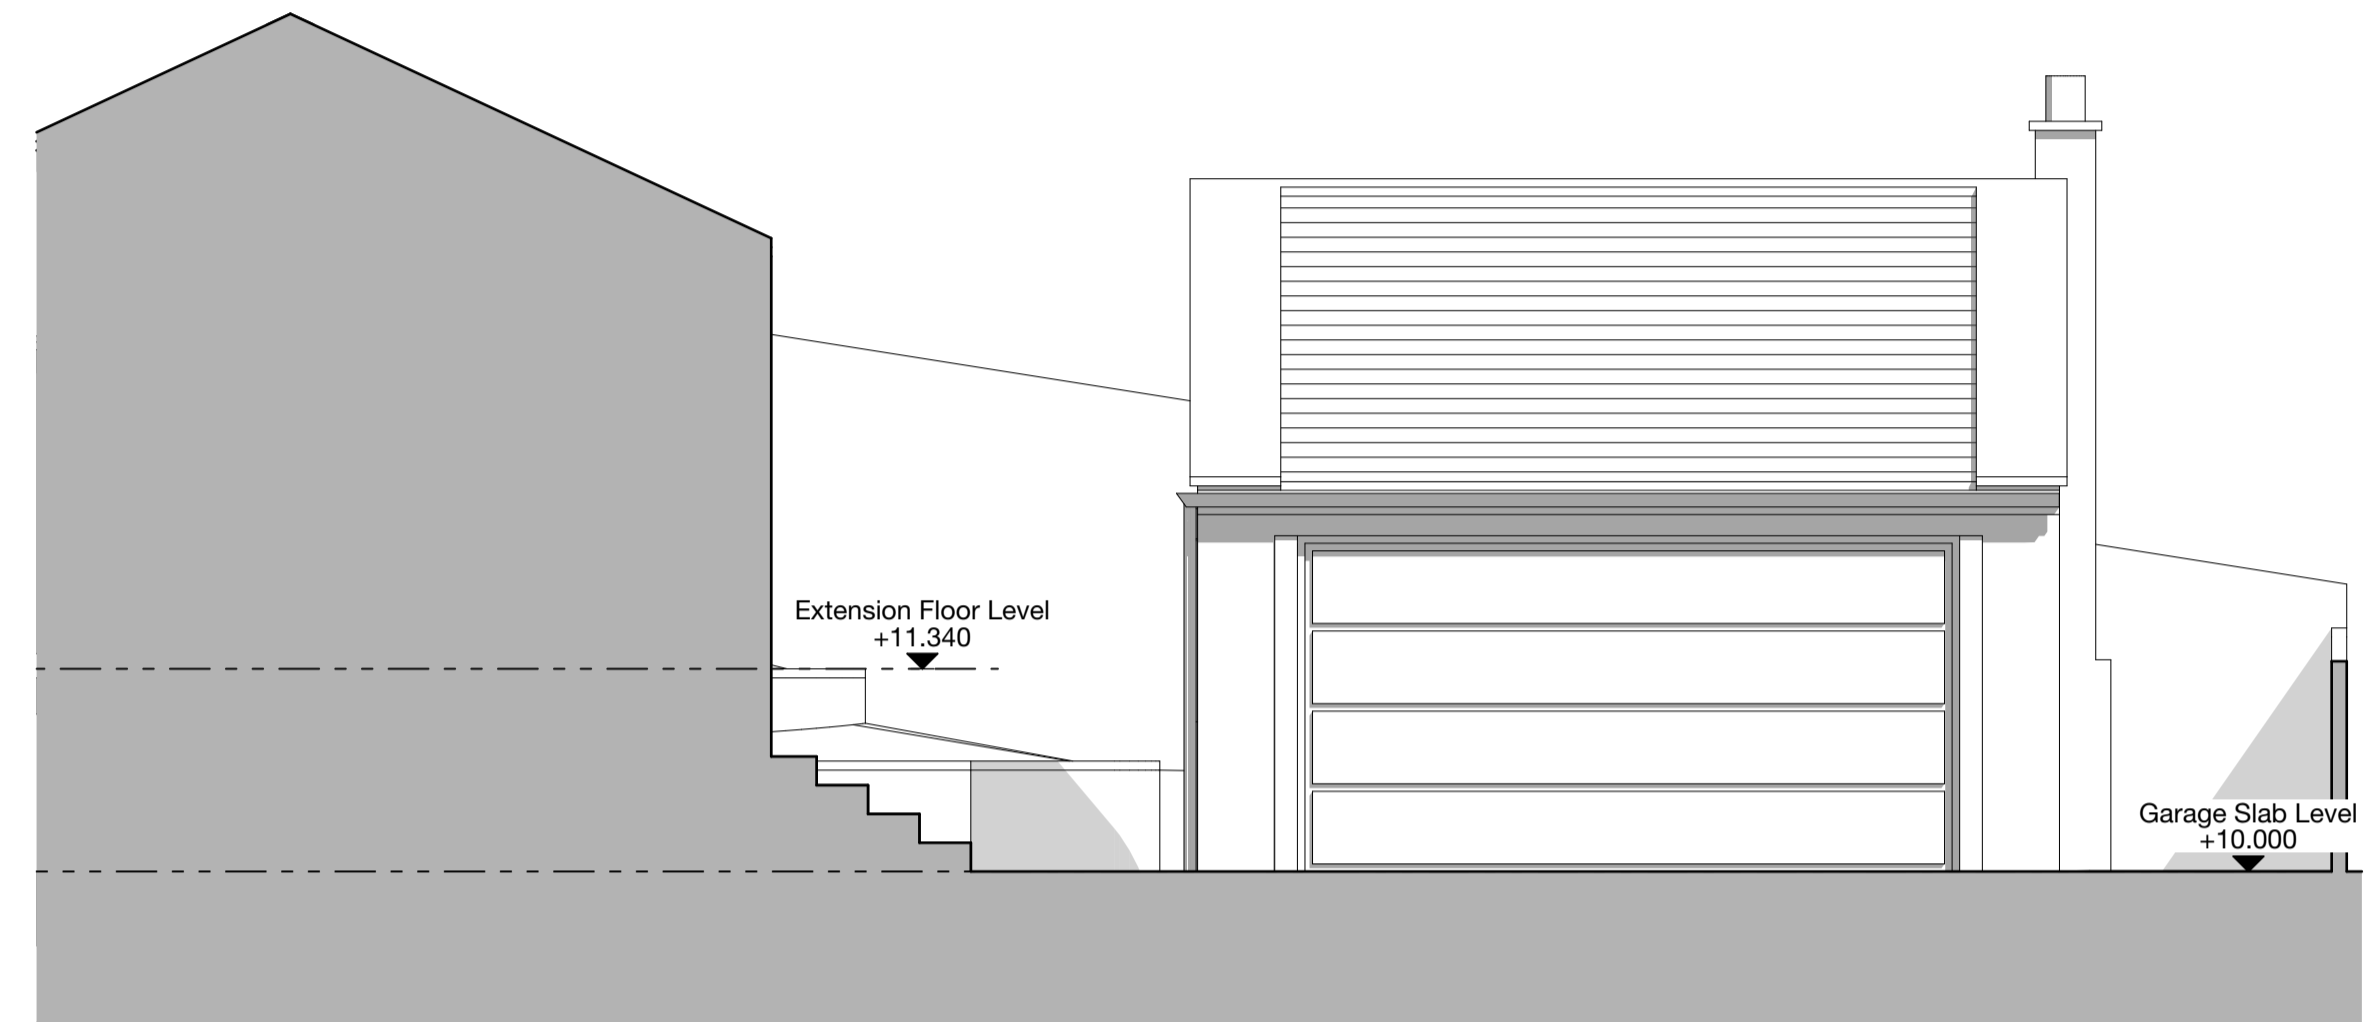 Extension Floor Level
+11.340
Garage Slab Level
+10.000